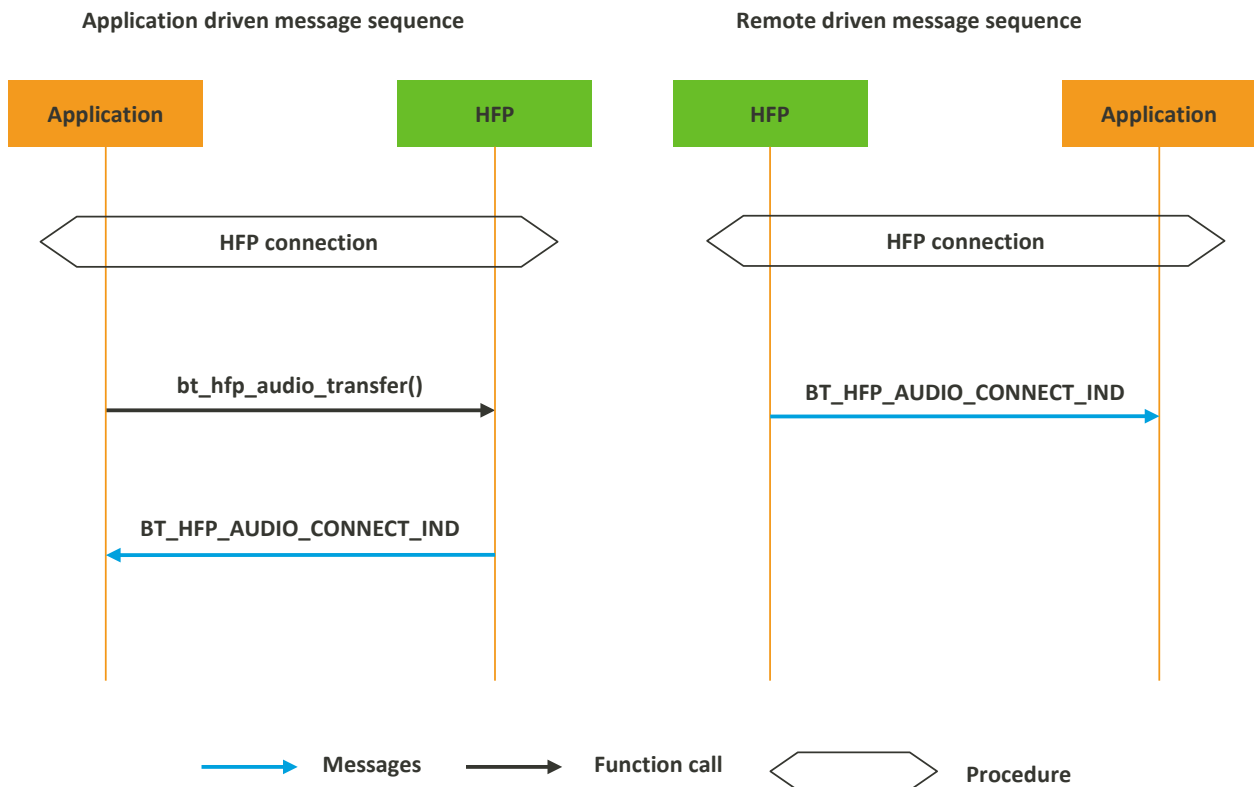 Application driven message sequence
Remote driven message sequence
Application
HFP
HFP
Application
HFP connection
HFP connection
bt_hfp_audio_transfer()
BT_HFP_AUDIO_CONNECT_IND
BT_HFP_AUDIO_CONNECT_IND
Messages
Function call
Procedure